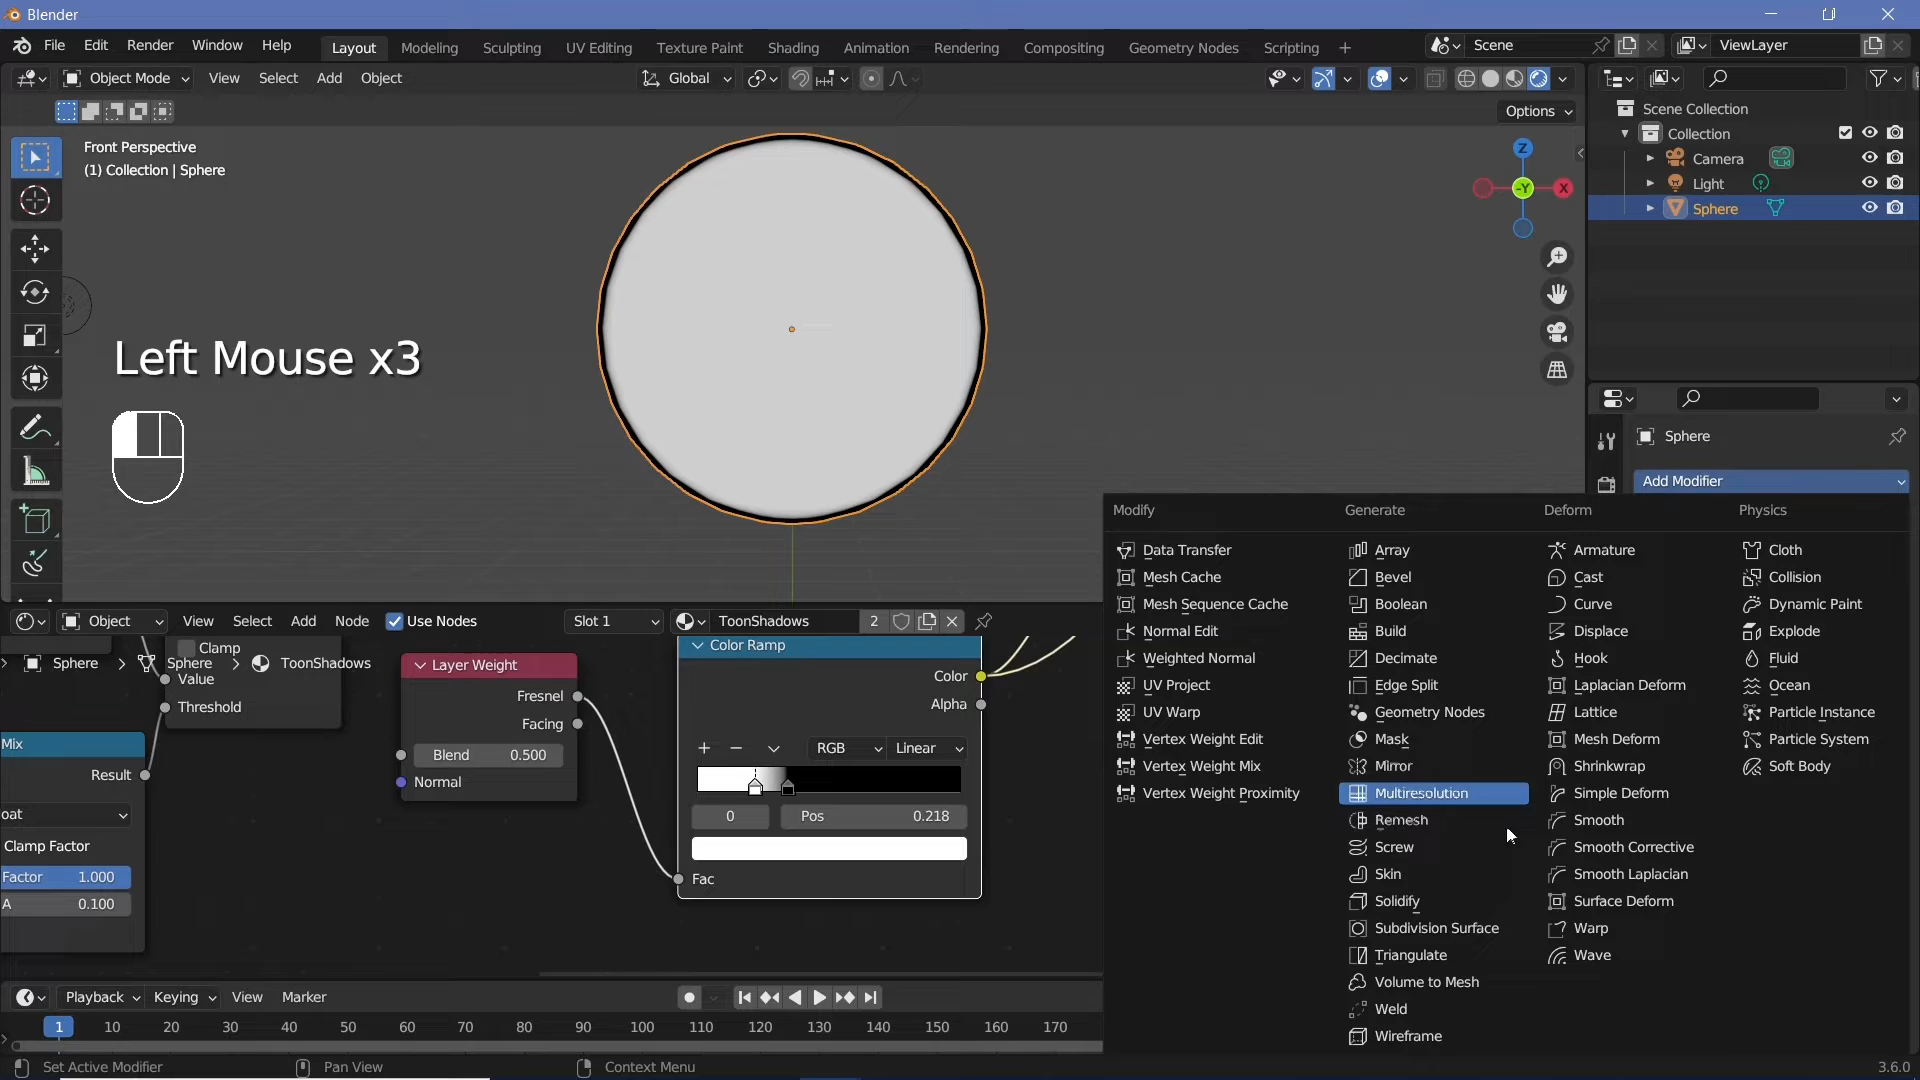 Blender
File Edit Render Window Help Layout Modeling Sculpting UV Editing Texture Paint Shading Animation Rendering Compositing Geometry Nodes Scripting + Scene ViewLayer
Object Mode View Select Add Object Global
Options
Front Perspective
(1) Collection | Sphere
Z
-Y X
Scene Collection
Collection
Camera
Light
Sphere
Left Mouse x3
Sphere
Add Modifier
Modify Generate Deform Physics
Data Transfer Array Armature Cloth
Mesh Cache Bevel Cast Collision
Mesh Sequence Cache Boolean Curve Dynamic Paint
Normal Edit Build Displace Explode
Weighted Normal Decimate Hook Fluid
UV Project Edge Split Laplacian Deform Ocean
UV Warp Geometry Nodes Lattice Particle Instance
Vertex Weight Edit Mask Mesh Deform Particle System
Vertex Weight Mix Mirror Shrinkwrap Soft Body
Vertex Weight Proximity Multiresolution Simple Deform
Remesh Smooth
Screw Smooth Corrective
Skin Smooth Laplacian
Solidify Surface Deform
Subdivision Surface Warp
Triangulate Wave
Volume to Mesh
Weld
Wireframe
Object View Select Add Node Use Nodes Slot 1 ToonShadows 2
Clamp
Sphere > Sphere > ToonShadows
Value
Threshold
Mix
Result
oat
Clamp Factor
Factor 1.000
A 0.100
Layer Weight
Fresnel
Facing
Blend 0.500
Normal
Color Ramp
Color
Alpha
+ − RGB Linear
0 Pos 0.218
Fac
Playback Keying View Marker
1 10 20 30 40 50 60 70 80 90 100 110 120 130 140 150 160 170
Set Active Modifier Pan View Context Menu 3.6.0